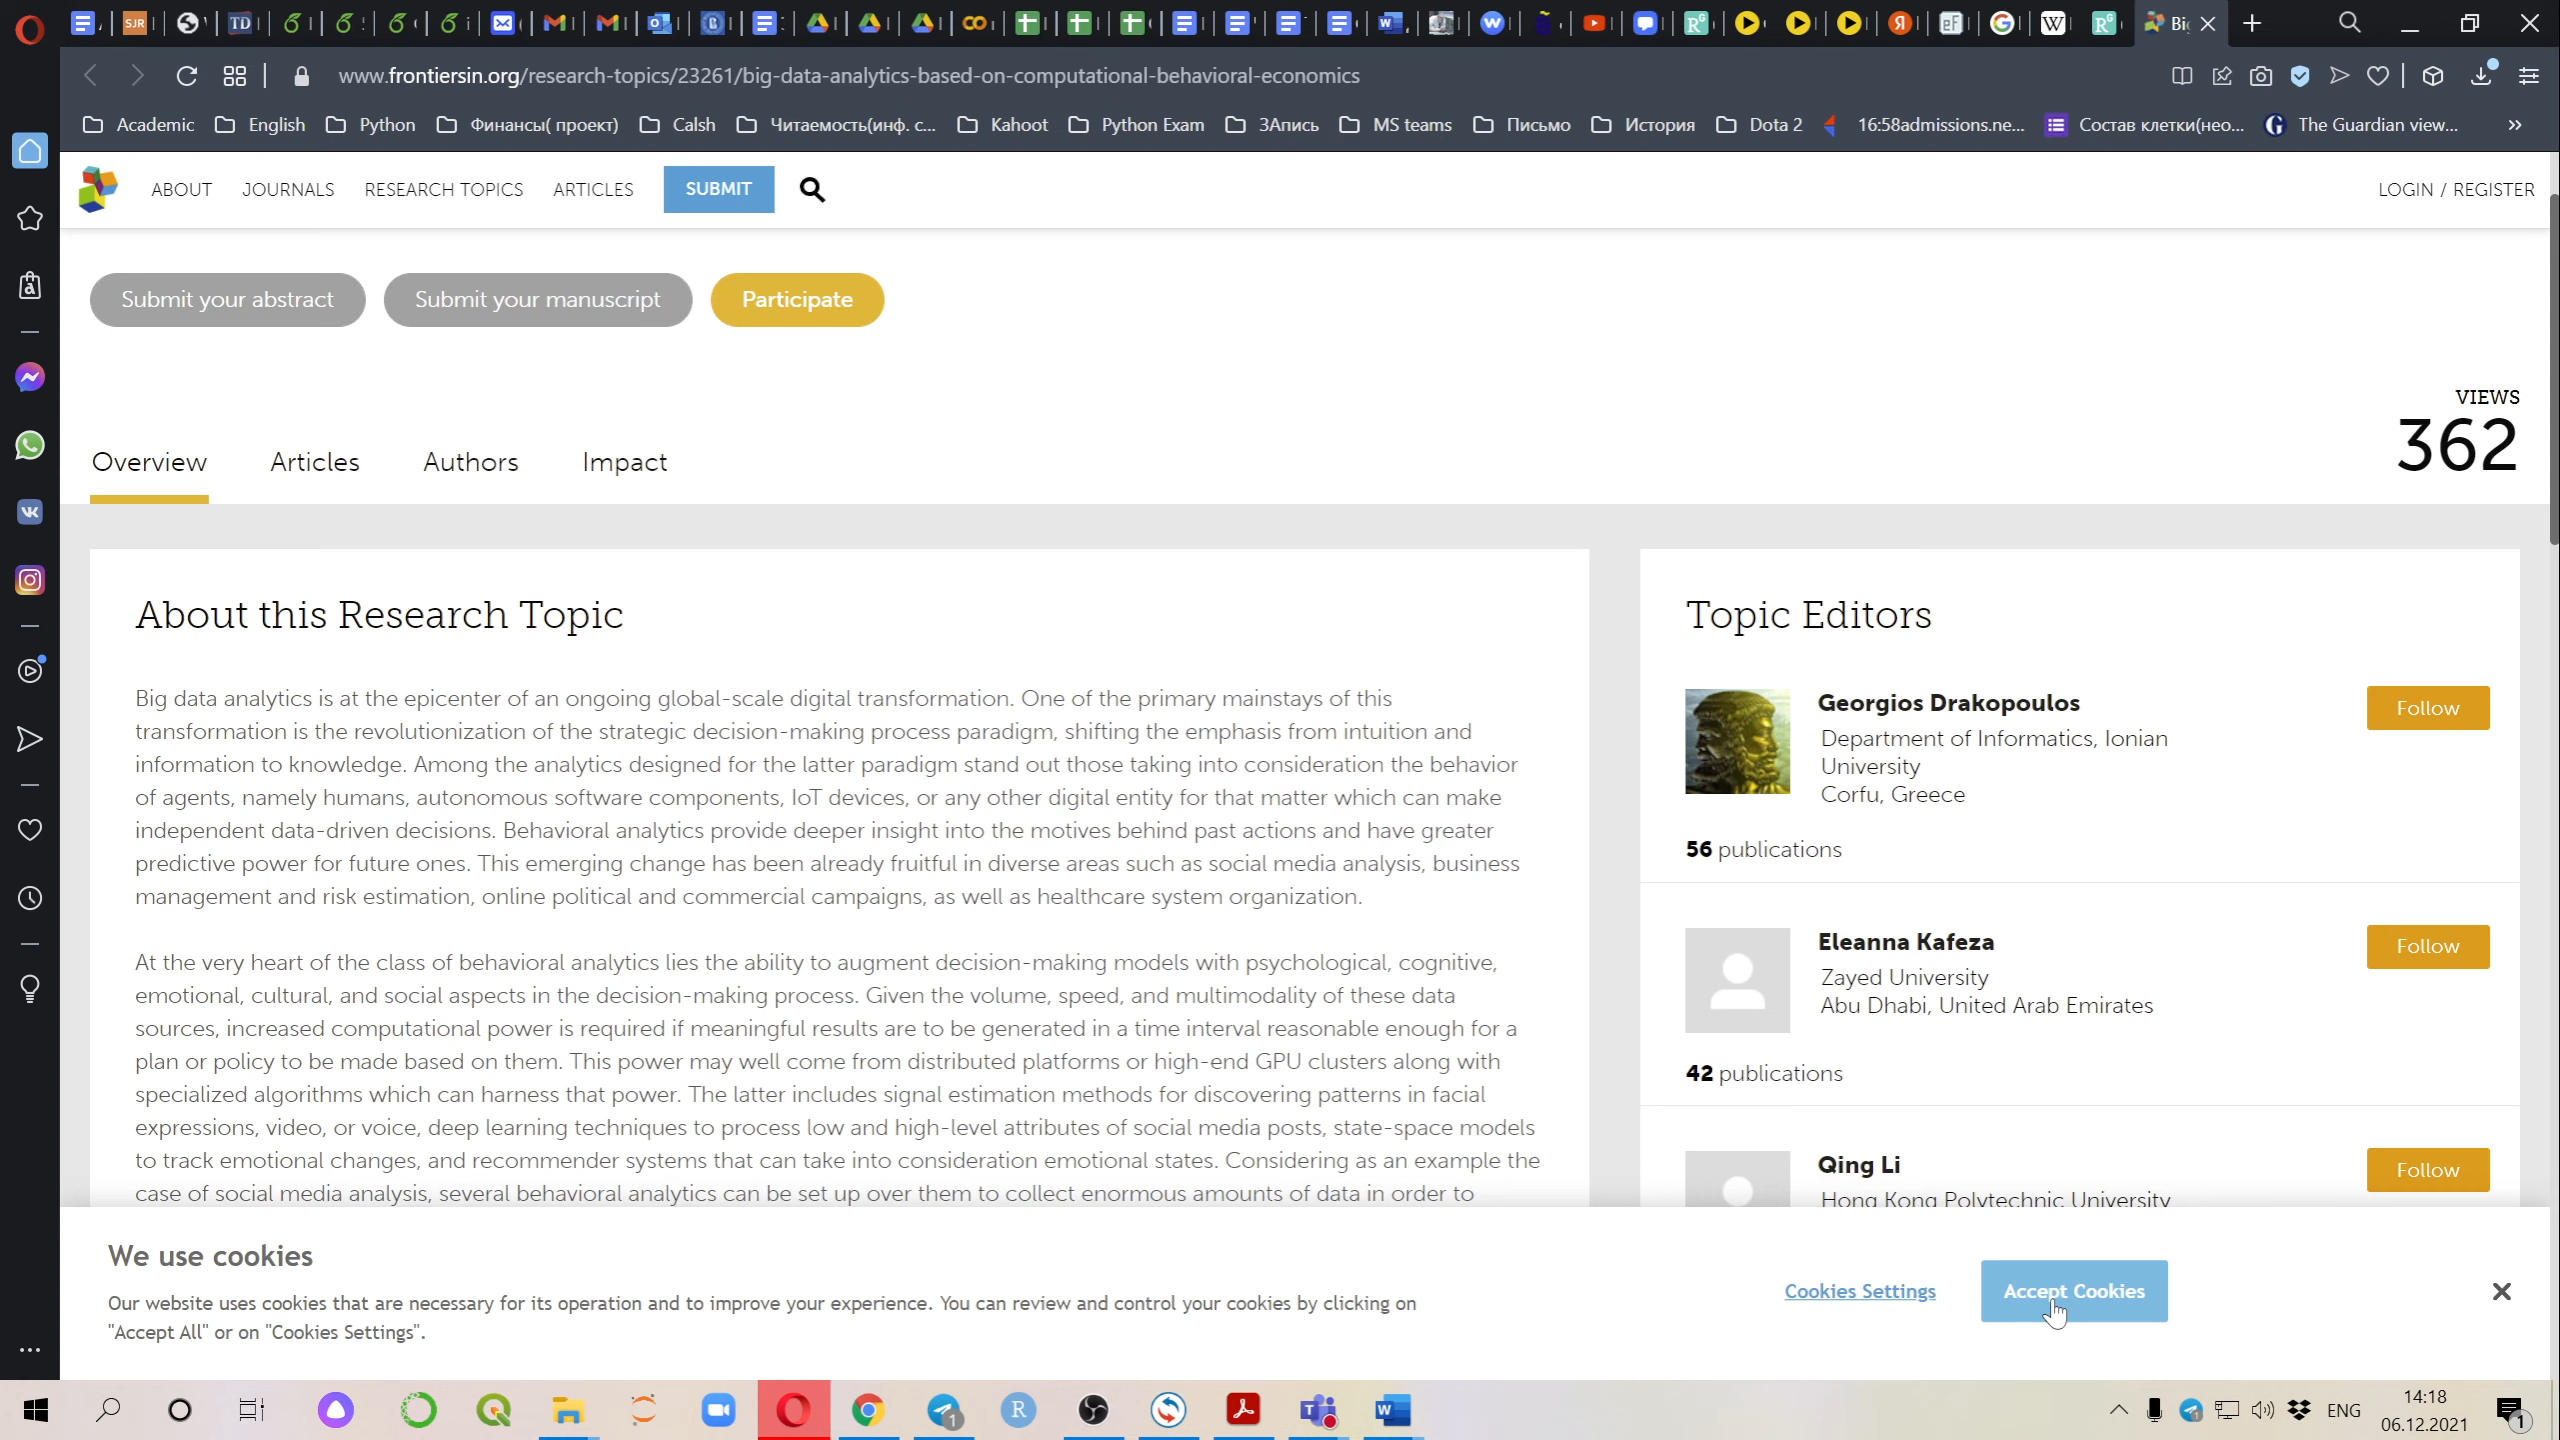 SJR
TD
Bi
www.frontiersin.org/research-topics/23261/big-data-analytics-based-on-computational-behavioral-economics
Academic English Python Финансы( проект) Calsh Читаемость(инф. с... Kahoot Python Exam ЗАпись MS teams Письмо История Dota 2 16:58admissions.ne... Состав клетки(нео... The Guardian view... »
ABOUT JOURNALS RESEARCH TOPICS ARTICLES SUBMIT LOGIN / REGISTER
Submit your abstract Submit your manuscript Participate
VIEWS
362
Overview Articles Authors Impact
About this Research Topic
Big data analytics is at the epicenter of an ongoing global-scale digital transformation. One of the primary mainstays of this
transformation is the revolutionization of the strategic decision-making process paradigm, shifting the emphasis from intuition and
information to knowledge. Among the analytics designed for the latter paradigm stand out those taking into consideration the behavior
of agents, namely humans, autonomous software components, IoT devices, or any other digital entity for that matter which can make
independent data-driven decisions. Behavioral analytics provide deeper insight into the motives behind past actions and have greater
predictive power for future ones. This emerging change has been already fruitful in diverse areas such as social media analysis, business
management and risk estimation, online political and commercial campaigns, as well as healthcare system organization.
At the very heart of the class of behavioral analytics lies the ability to augment decision-making models with psychological, cognitive,
emotional, cultural, and social aspects in the decision-making process. Given the volume, speed, and multimodality of these data
sources, increased computational power is required if meaningful results are to be generated in a time interval reasonable enough for a
plan or policy to be made based on them. This power may well come from distributed platforms or high-end GPU clusters along with
specialized algorithms which can harness that power. The latter includes signal estimation methods for discovering patterns in facial
expressions, video, or voice, deep learning techniques to process low and high-level attributes of social media posts, state-space models
to track emotional changes, and recommender systems that can take into consideration emotional states. Considering as an example the
case of social media analysis, several behavioral analytics can be set up over them to collect enormous amounts of data in order to
Topic Editors
Georgios Drakopoulos
Follow
Department of Informatics, Ionian
University
Corfu, Greece
56 publications
Eleanna Kafeza
Follow
Zayed University
Abu Dhabi, United Arab Emirates
42 publications
Qing Li
Follow
Hong Kong Polytechnic University
We use cookies
Our website uses cookies that are necessary for its operation and to improve your experience. You can review and control your cookies by clicking on
"Accept All" or on "Cookies Settings".
Cookies Settings Accept Cookies
ENG
14:18
06.12.2021
1